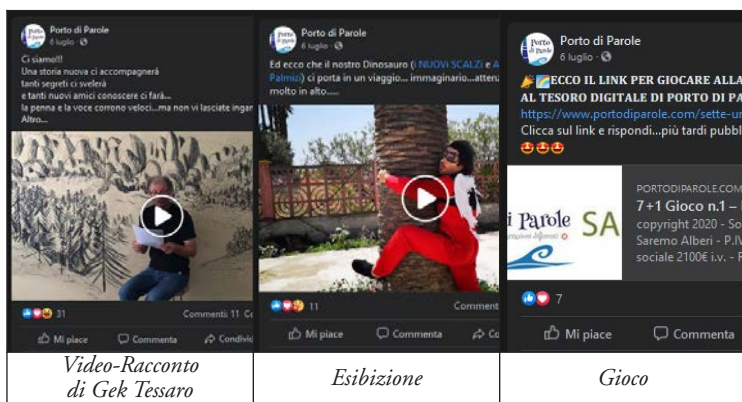 Porto di Parole
6 luglio
Ci siamo!!!
Una storia nuova ci accompagnerà
tanti segreti ci svelerà
e tanti nuovi amici conoscere ci farà...
la penna e la voce corrono veloci...ma non vi lasciate ingar
Altro...
31
Commenti: 11
Mi piace
Commenta
Condivid
Video-Racconto
di Gek Tessaro
Porto di Parole
6 luglio
Ed ecco che il nostro Dinosauro (i NUOVi SCALZi e A
Palmizi) ci porta in un viaggio... immaginario...attenz
molto in alto.....
11
Comment
Mi piace
Commenta
Co
Esibizione
Porto di Parole
6 luglio
ECCO IL LINK PER GIOCARE ALLA
AL TESORO DIGITALE DI PORTO DI PA
https://www.portodiparole.com/sette-u
Clicca sul link e rispondi...più tardi pubbl
i Parole
SA
PORTODIPAROLE.COM
7+1 Gioco n.1 –
copyright 2020 - So
Saremo Alberi - P.IV
sociale 2100€ i.v. - R
7
Mi piace
Commenta
Gioco